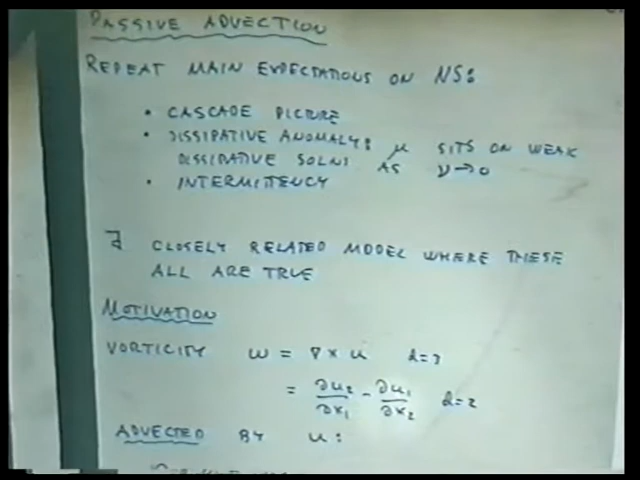 PASSIVE ADVECTION
REPEAT MAIN EXPECTATIONS ON NS:
• CASCADE PICTURE
• DISSIPATIVE ANOMALY: μ SITS ON WEAK
DISSIPATIVE SOLNS AS ν→0
• INTERMITTENCY
∃ CLOSELY RELATED MODEL WHERE THESE
ALL ARE TRUE
MOTIVATION
VORTICITY ω = ∇ × u d=3
= ∂u₂/∂x₁ - ∂u₁/∂x₂ d=2
ADVECTED BY u: